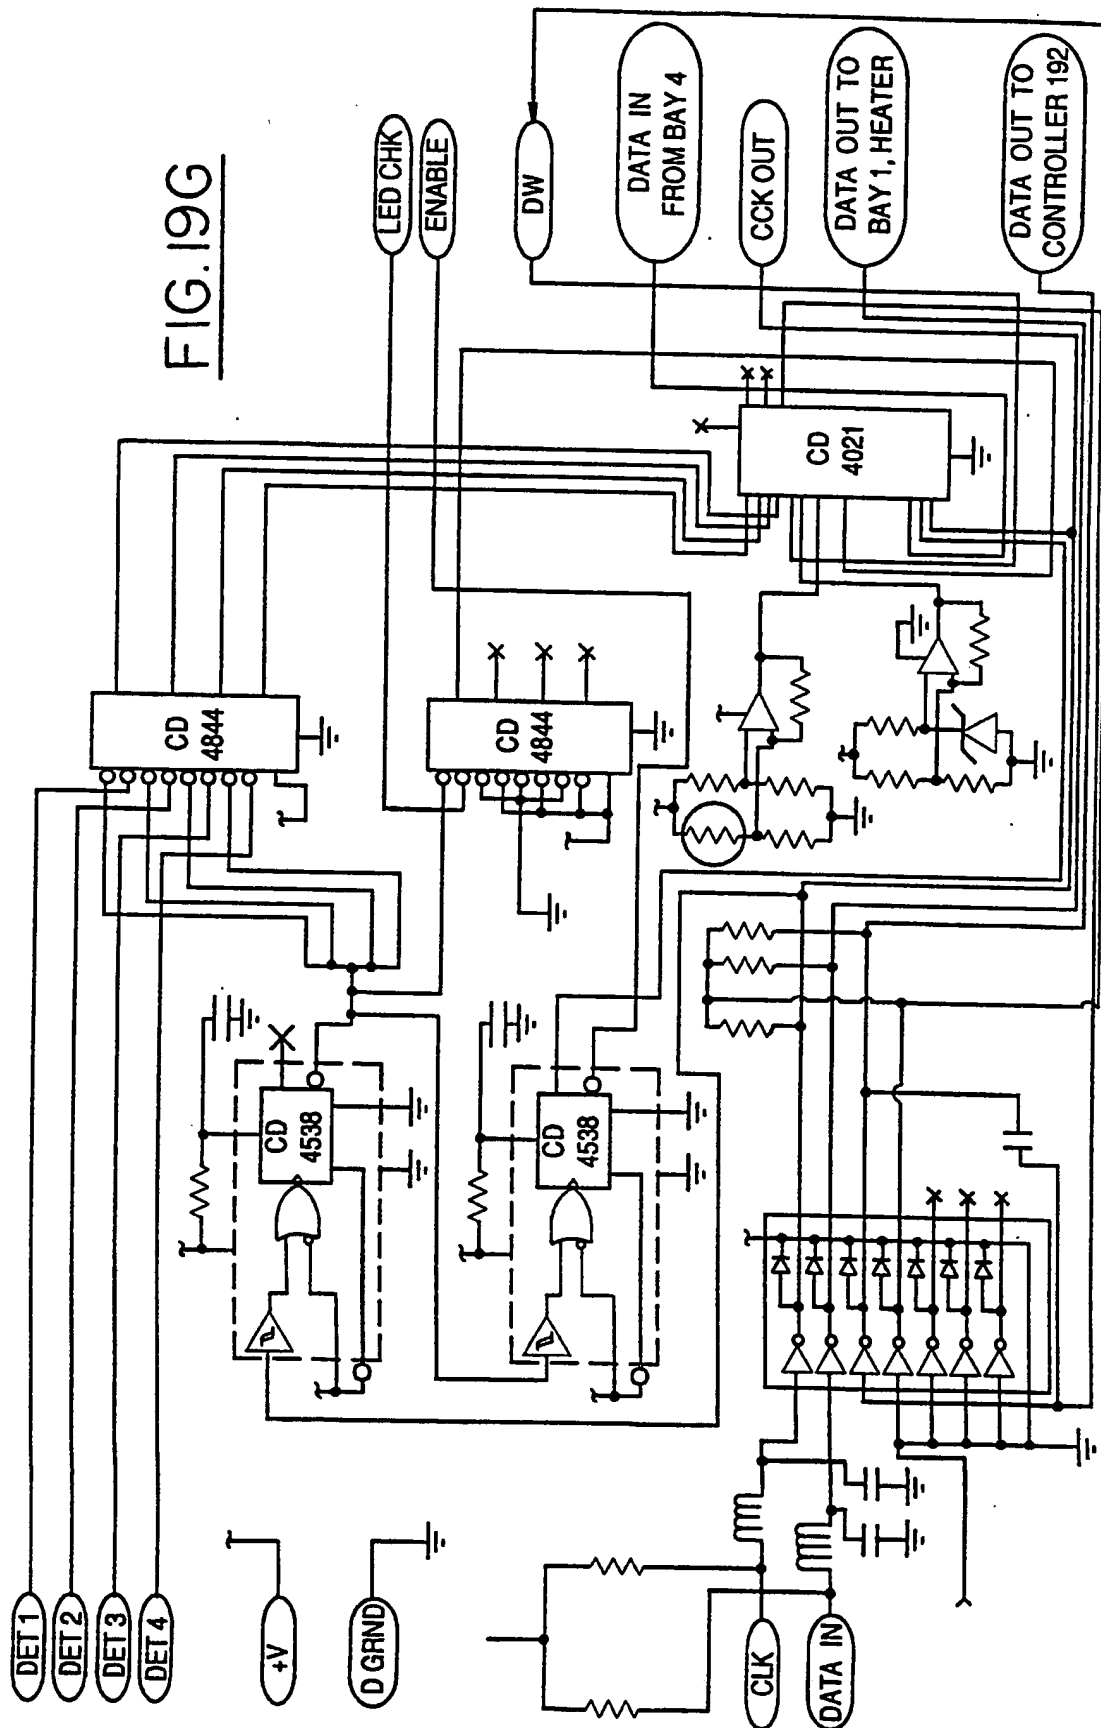 FIG.19G
DET 1
DET 2
DET 3
DET 4
+V
D GRND
CLK
DATA IN
CD
4538
CD
4538
CD
4844
CD
4844
CD
4021
LED CHK
ENABLE
DW
DATA IN
FROM BAY 4
CCK OUT
DATA OUT TO
BAY 1, HEATER
DATA OUT TO
CONTROLLER 192